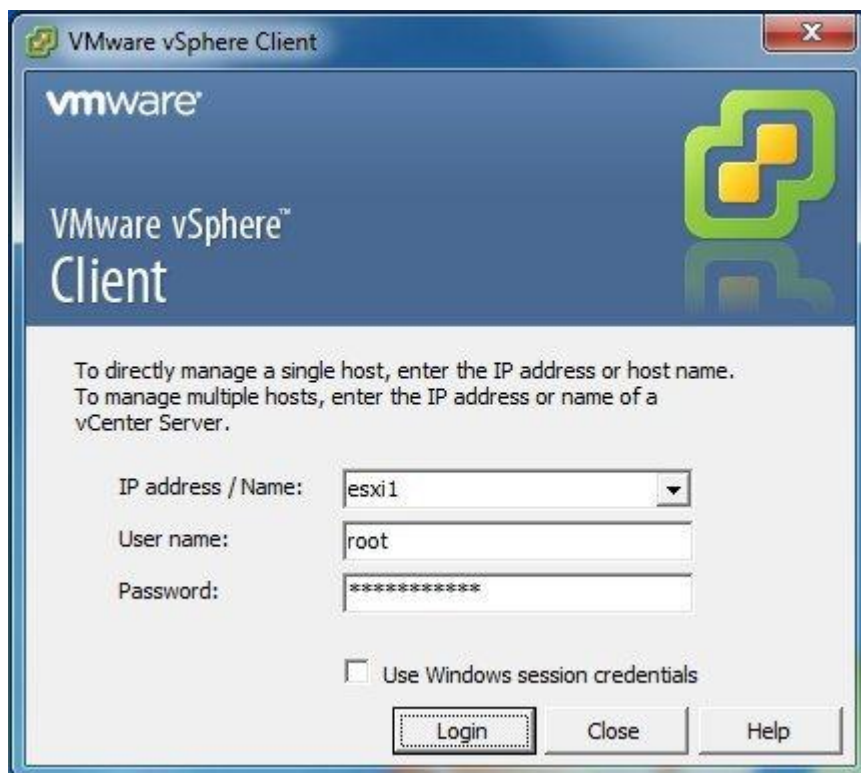 VMware vSphere Client
vmware
VMware vSphere™
Client
To directly manage a single host, enter the IP address or host name.
To manage multiple hosts, enter the IP address or name of a
vCenter Server.
IP address / Name: esxi1
User name: root
Password: ***********
Use Windows session credentials
Login Close Help